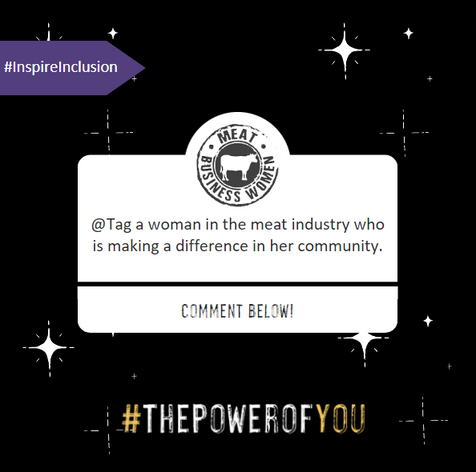 #InspireInclusion
MEAT
BUSINESS WOMEN
@Tag a woman in the meat industry who
is making a difference in her community.
COMMENT BELOW!
#THEPOWEROFYOU